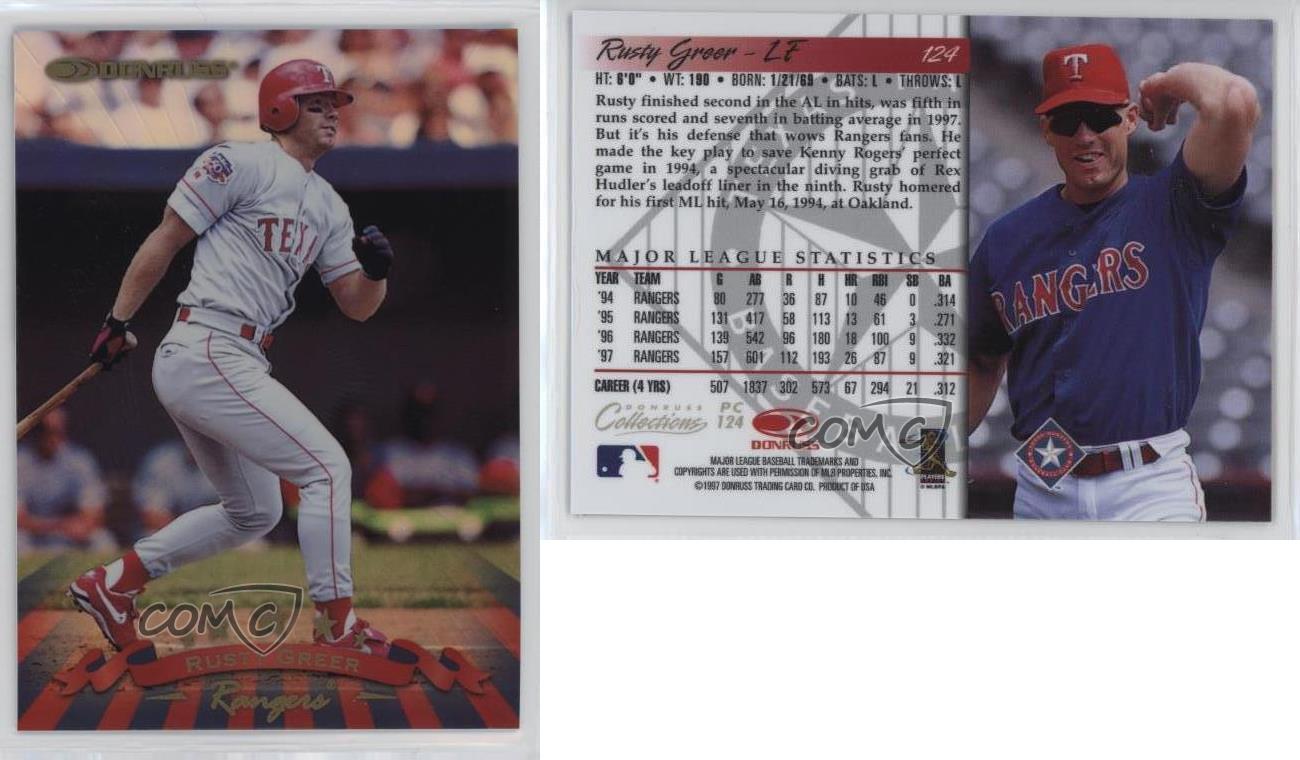 DONRUSS®
T
TEXA
COMC
RUSTY GREER
Rangers®
Rusty Greer - LF 124
HT: 6'0" • WT: 190 • BORN: 1/21/69 • BATS: L • THROWS: L
Rusty finished second in the AL in hits, was fifth in
runs scored and seventh in batting average in 1997.
But it's his defense that wows Rangers fans. He
made the key play to save Kenny Rogers' perfect
game in 1994, a spectacular diving grab of Rex
Hudler's leadoff liner in the ninth. Rusty homered
for his first ML hit, May 16, 1994, at Oakland.
MAJOR LEAGUE STATISTICS
YEAR TEAM G AB R H HR RBI SB BA
'94 RANGERS 80 277 36 87 10 46 0 .314
'95 RANGERS 131 417 58 113 13 61 3 .271
'96 RANGERS 139 542 96 180 18 100 9 .332
'97 RANGERS 157 601 112 193 26 87 9 .321
CAREER (4 YRS) 507 1837 302 573 67 294 21 .312
DONRUSS
Collections
PC
124
DONRUSS
COMC
MAJOR LEAGUE BASEBALL TRADEMARKS AND
COPYRIGHTS ARE USED WITH PERMISSION OF MLB PROPERTIES, INC.
©1997 DONRUSS TRADING CARD CO. PRODUCT OF USA
PLAYERS
© MLBPA
T
RANGERS